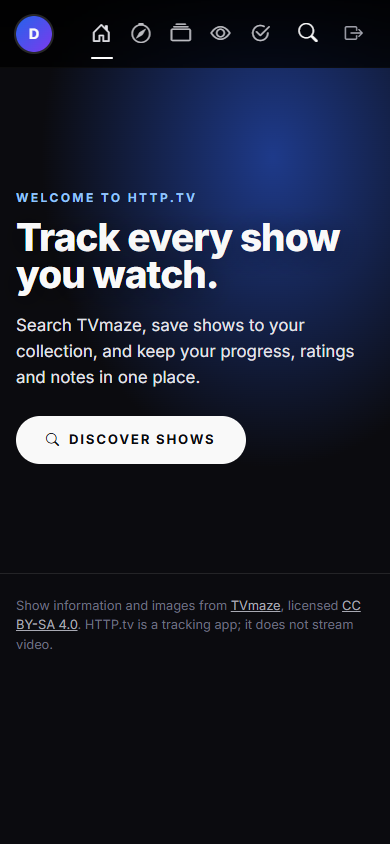 D
WELCOME TO HTTP.TV
Track every show
you watch.
Search TVmaze, save shows to your
collection, and keep your progress, ratings
and notes in one place.
DISCOVER SHOWS
Show information and images from TVmaze, licensed CC
BY-SA 4.0. HTTP.tv is a tracking app; it does not stream
video.